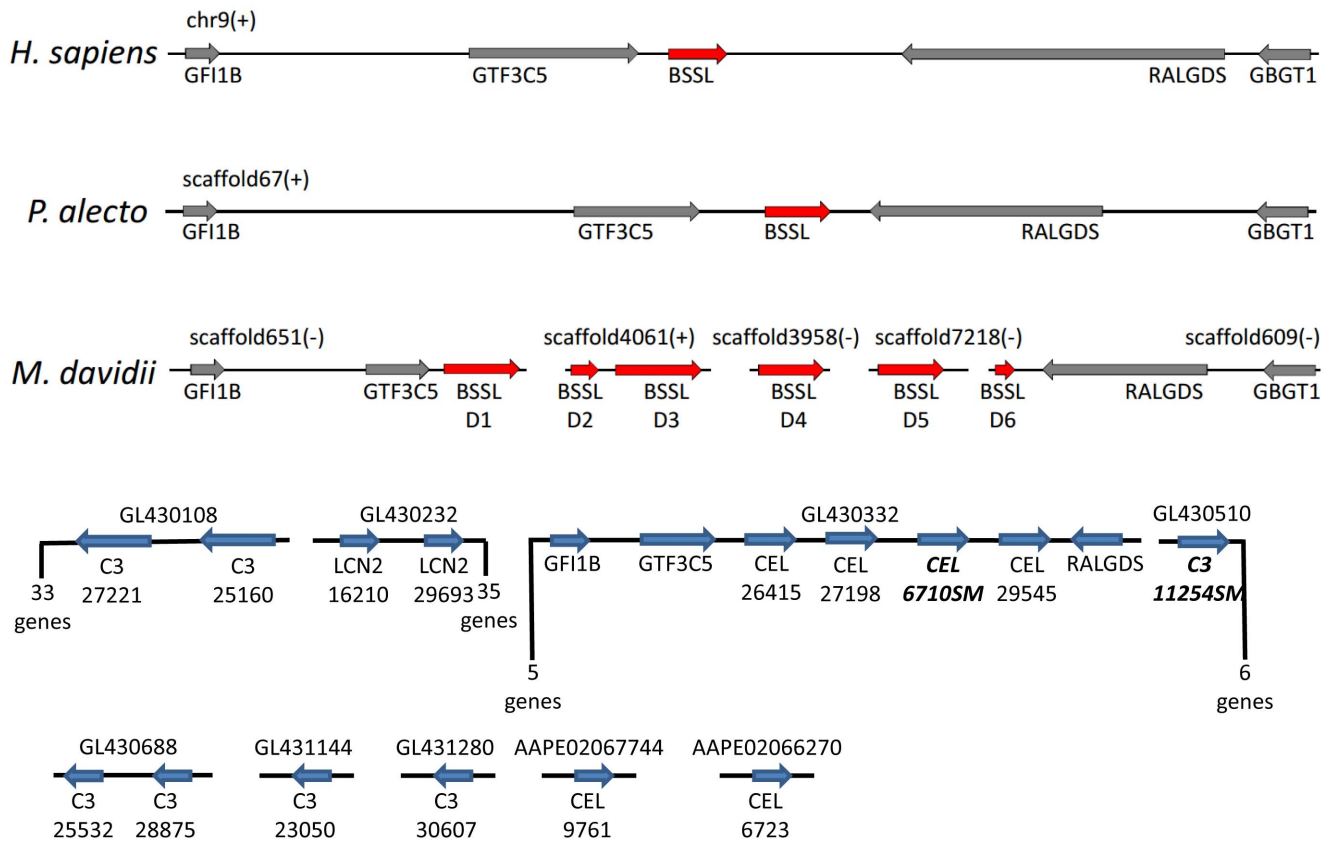 chr9(+)
H. sapiens
GFI1B GTF3C5 BSSL RALGDS GBGT1
scaffold67(+)
P. alecto
GFI1B GTF3C5 BSSL RALGDS GBGT1
scaffold651(-) scaffold4061(+) scaffold3958(-) scaffold7218(-) scaffold609(-)
M. davidii
GFI1B GTF3C5 BSSL BSSL BSSL BSSL BSSL BSSL RALGDS GBGT1
D1 D2 D3 D4 D5 D6
GL430108 GL430232 GL430332 GL430510
C3 C3 LCN2 LCN2 GFI1B GTF3C5 CEL CEL CEL CEL RALGDS C3
33 27221 25160 16210 29693 35 26415 27198 6710SM 29545 11254SM
genes genes
5 6
genes genes
GL430688 GL431144 GL431280 AAPE02067744 AAPE02066270
C3 C3 C3 C3 CEL CEL
25532 28875 23050 30607 9761 6723